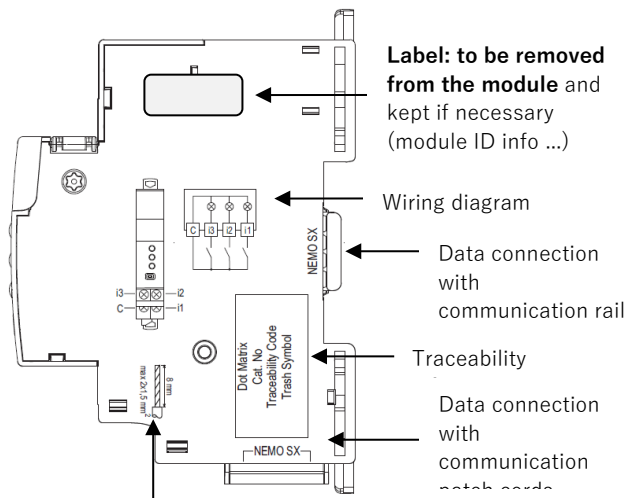 Label: to be removed
from the module and
kept if necessary
(module ID info ...)
Wiring diagram
C i3 i2 i1
NEMO SX
Data connection
with
communication rail
i3 i2
C i1
Dot Matrix
Cat. No
Traceability Code
Trash Symbol
Traceability
8 mm
max 2x1,5 mm²
Data connection
with
communication
patch cords
NEMO SX